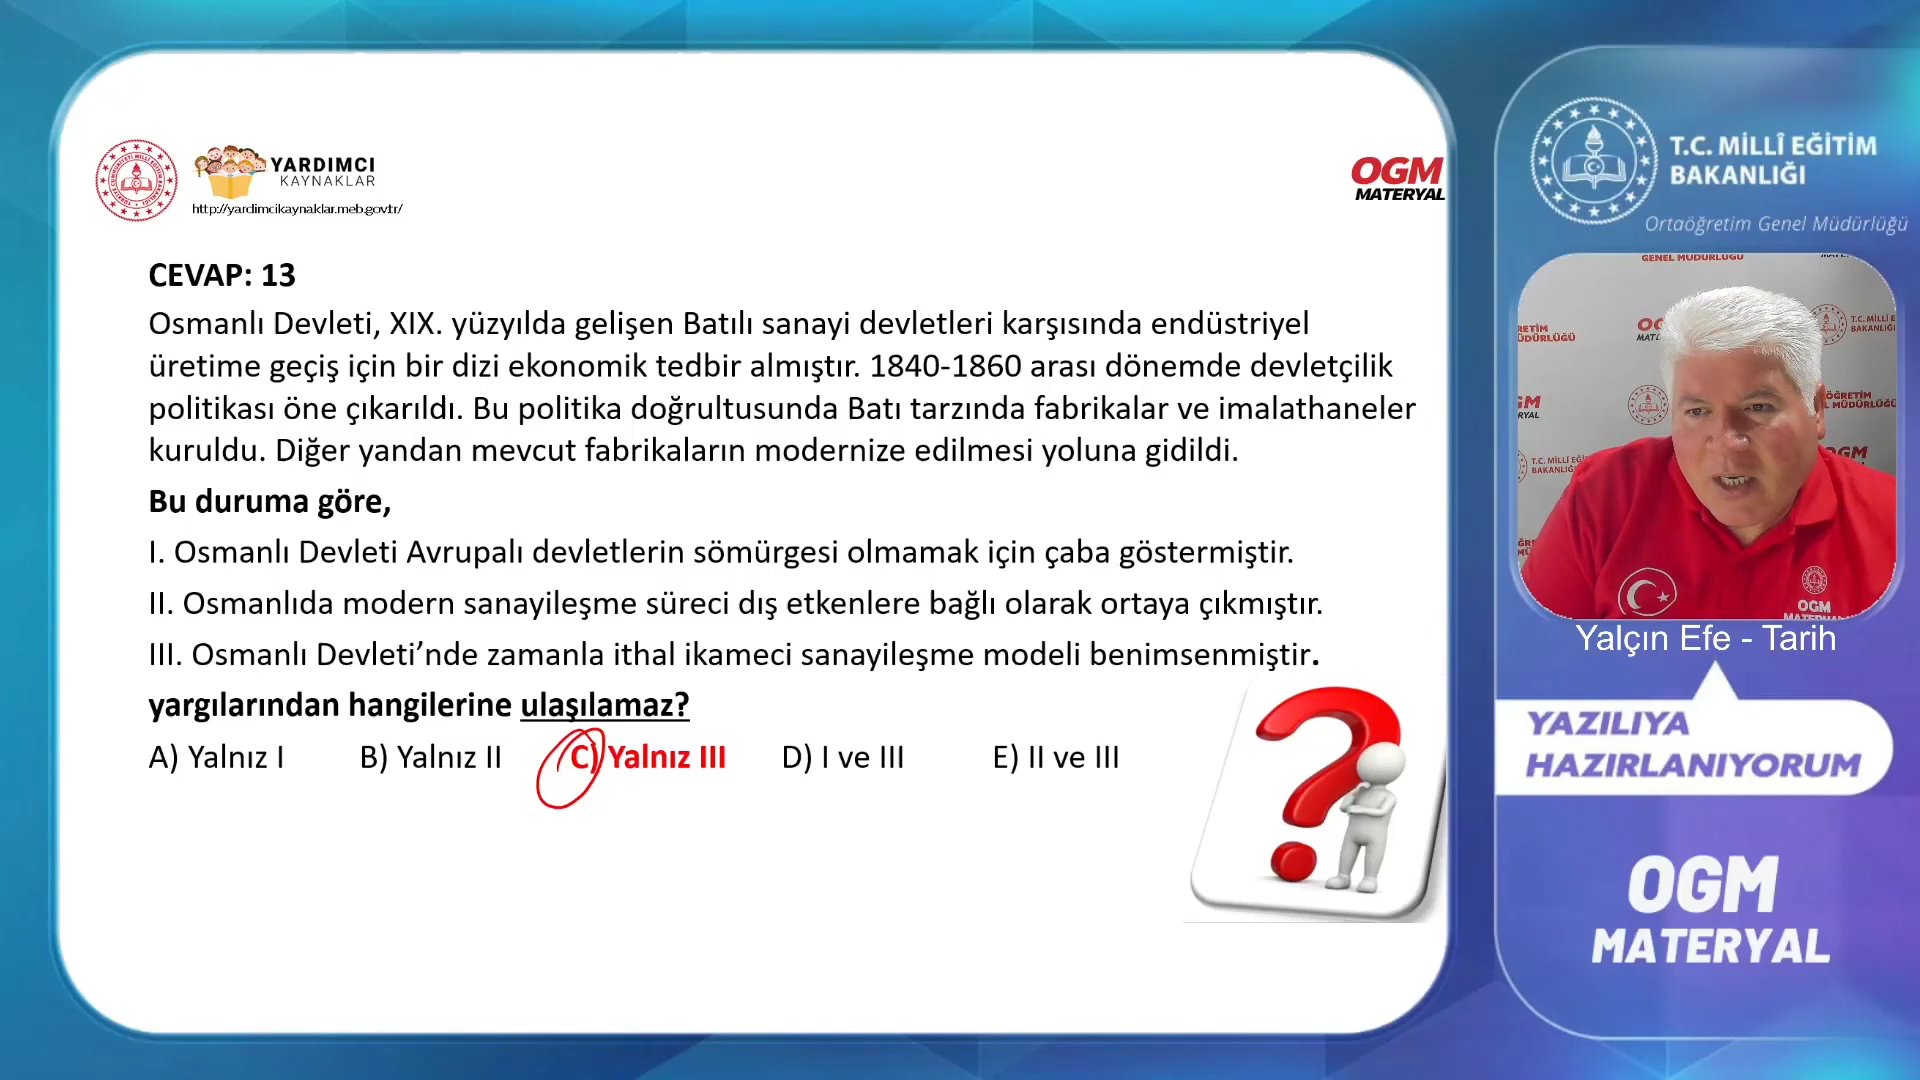 YARDIMCI
KAYNAKLAR
http://yardimcikaynaklar.meb.gov.tr/
OGM
MATERYAL
CEVAP: 13
Osmanlı Devleti, XIX. yüzyılda gelişen Batılı sanayi devletleri karşısında endüstriyel
üretime geçiş için bir dizi ekonomik tedbir almıştır. 1840-1860 arası dönemde devletçilik
politikası öne çıkarıldı. Bu politika doğrultusunda Batı tarzında fabrikalar ve imalathaneler
kuruldu. Diğer yandan mevcut fabrikaların modernize edilmesi yoluna gidildi.
Bu duruma göre,
I. Osmanlı Devleti Avrupalı devletlerin sömürgesi olmamak için çaba göstermiştir.
II. Osmanlıda modern sanayileşme süreci dış etkenlere bağlı olarak ortaya çıkmıştır.
III. Osmanlı Devleti’nde zamanla ithal ikameci sanayileşme modeli benimsenmiştir.
yargılarından hangilerine ulaşılamaz?
A) Yalnız I B) Yalnız II C) Yalnız III D) I ve III E) II ve III
T.C. MİLLÎ EĞİTİM
BAKANLIĞI
Ortaöğretim Genel Müdürlüğü
GENEL MÜDÜRLÜĞÜ
OGM
MATERYAL
Yalçın Efe - Tarih
YAZILIYA
HAZIRLANIYORUM
OGM
MATERYAL